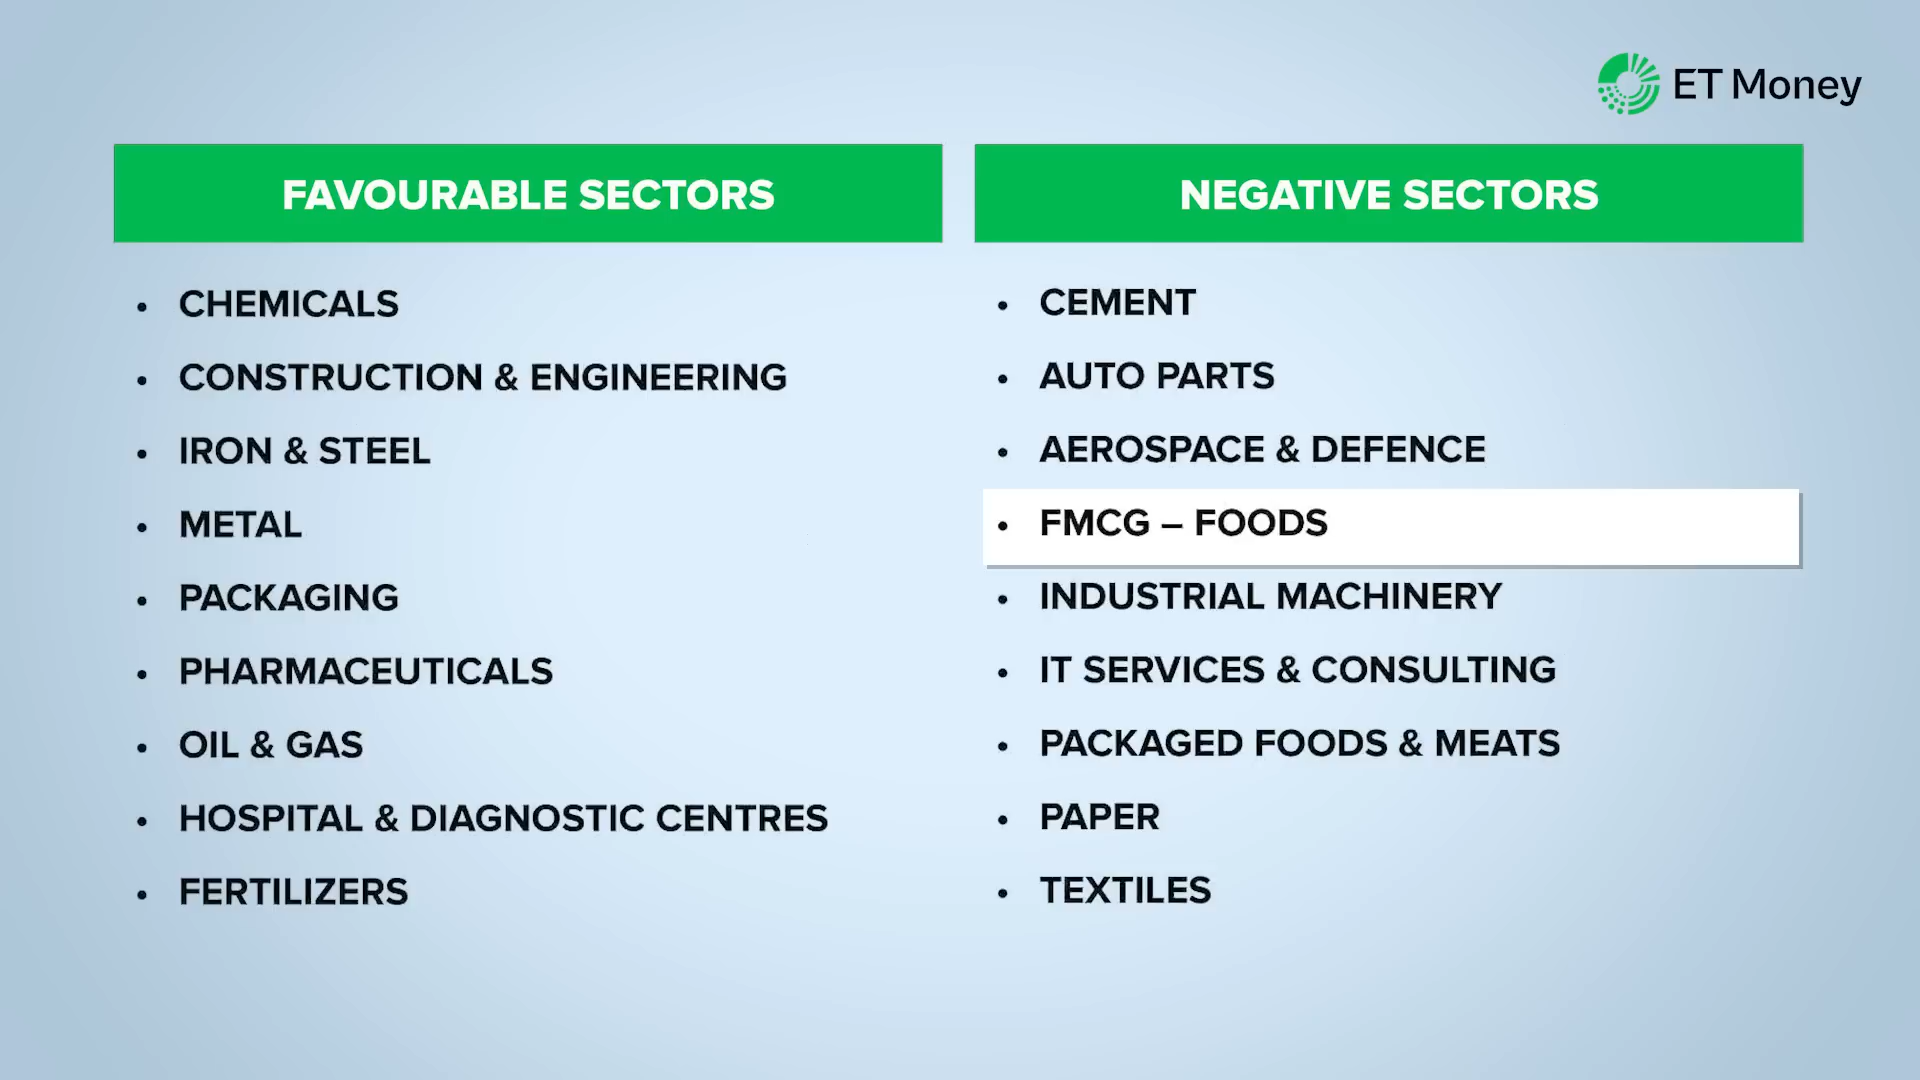 ET Money
FAVOURABLE SECTORS
• CHEMICALS
• CONSTRUCTION & ENGINEERING
• IRON & STEEL
• METAL
• PACKAGING
• PHARMACEUTICALS
• OIL & GAS
• HOSPITAL & DIAGNOSTIC CENTRES
• FERTILIZERS
NEGATIVE SECTORS
• CEMENT
• AUTO PARTS
• AEROSPACE & DEFENCE
• FMCG – FOODS
• INDUSTRIAL MACHINERY
• IT SERVICES & CONSULTING
• PACKAGED FOODS & MEATS
• PAPER
• TEXTILES